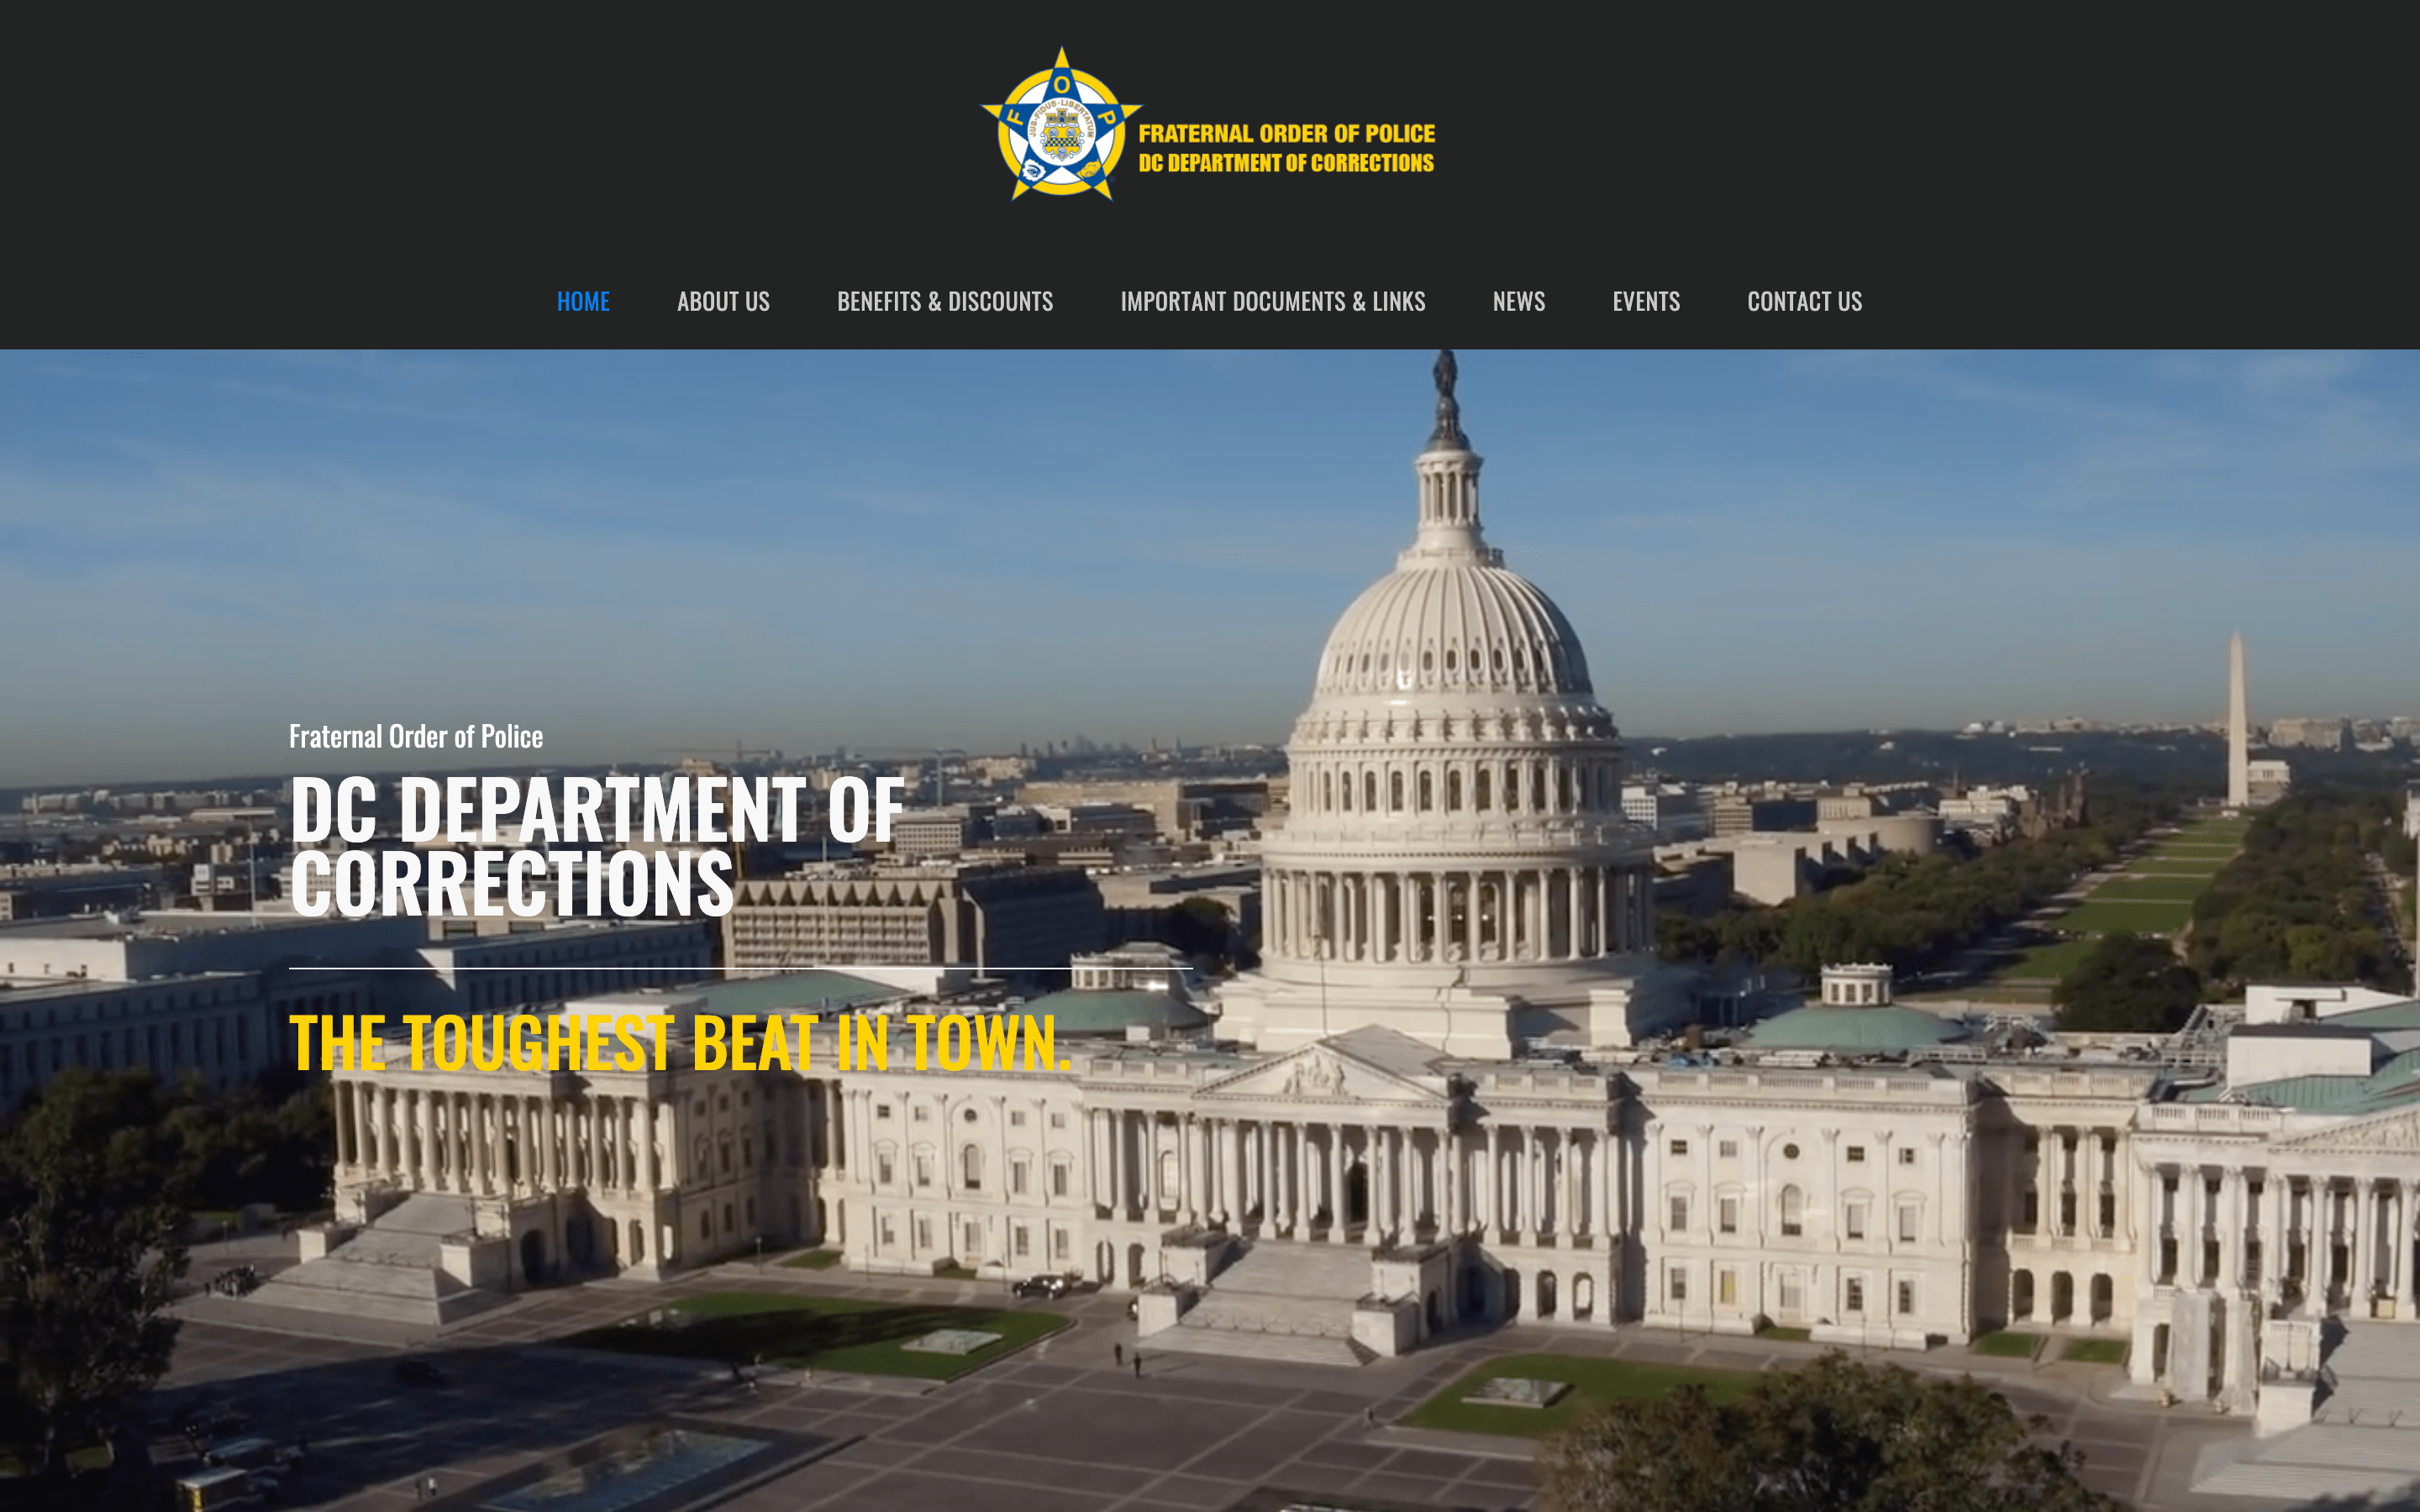 F O P
JUS·FIDUS·LIBERTATUM
FRATERNAL ORDER OF POLICE
DC DEPARTMENT OF CORRECTIONS
HOME ABOUT US BENEFITS & DISCOUNTS IMPORTANT DOCUMENTS & LINKS NEWS EVENTS CONTACT US
Fraternal Order of Police
DC DEPARTMENT OF
CORRECTIONS
THE TOUGHEST BEAT IN TOWN.